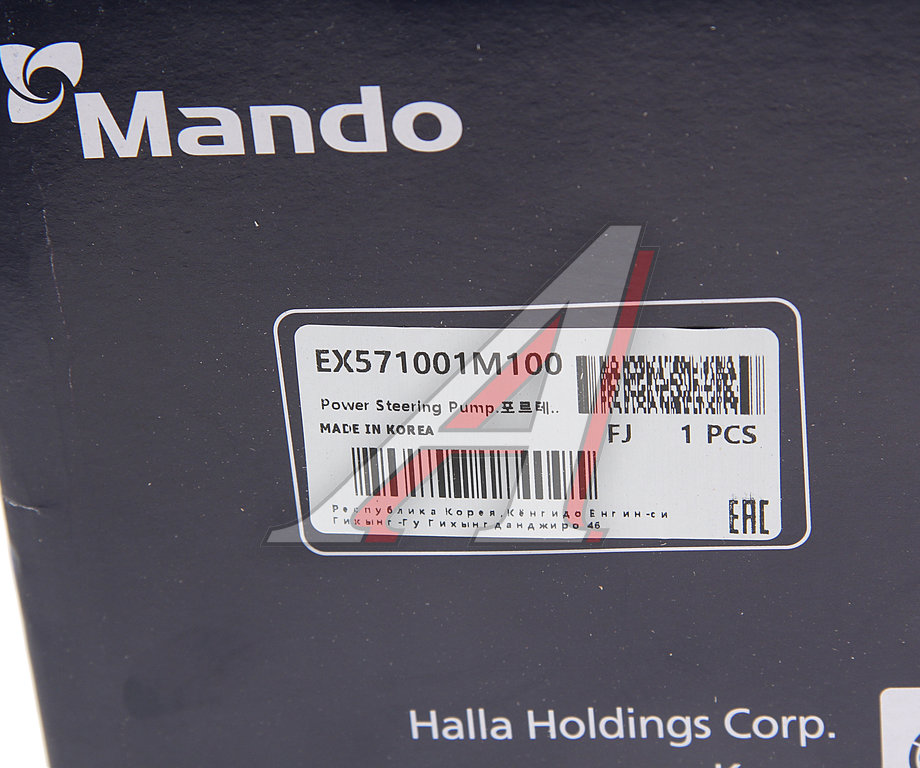 Mando
EX571001M100
Power Steering Pump.포르테..
MADE IN KOREA
FJ 1 PCS
Республика Корея,Кёнгидо Ёнгин-си
Гихынг-Гу Гихынгданджиро 46
EAC
Halla Holdings Corp.